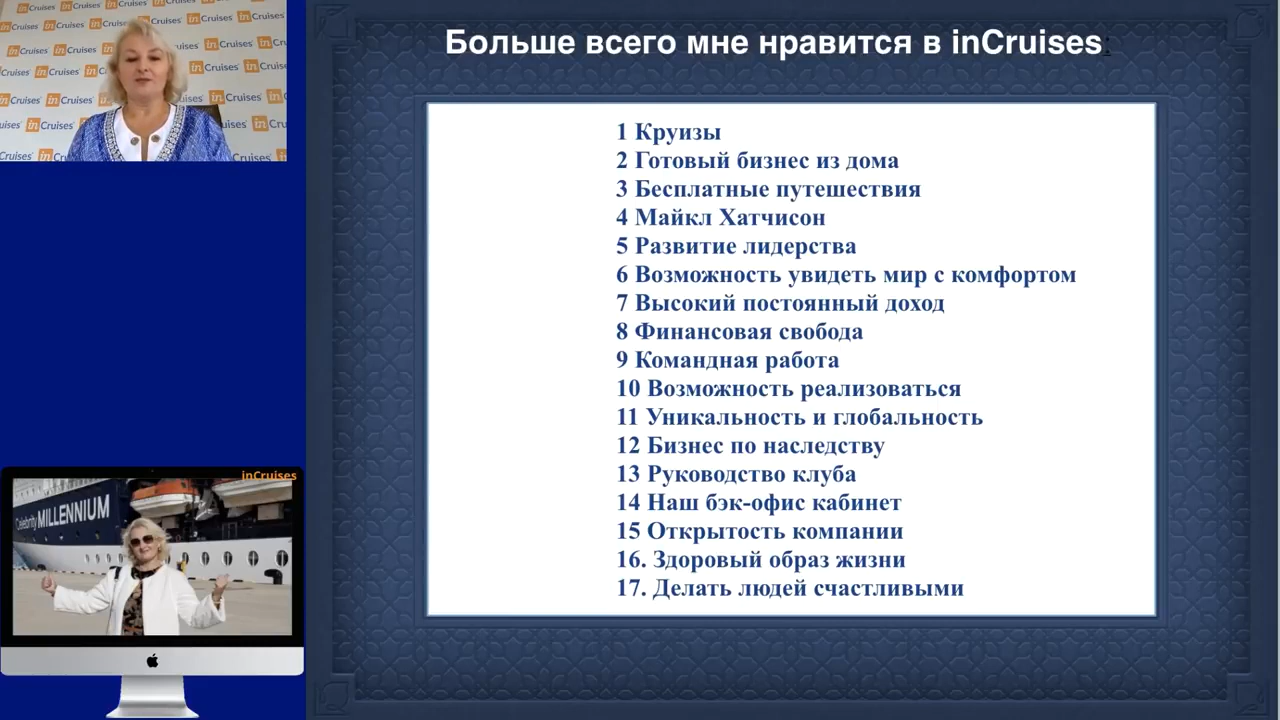 Больше всего мне нравится в inCruises:
1 Круизы
2 Готовый бизнес из дома
3 Бесплатные путешествия
4 Майкл Хатчисон
5 Развитие лидерства
6 Возможность увидеть мир с комфортом
7 Высокий постоянный доход
8 Финансовая свобода
9 Командная работа
10 Возможность реализоваться
11 Уникальность и глобальность
12 Бизнес по наследству
13 Руководство клуба
14 Наш бэк-офис кабинет
15 Открытость компании
16. Здоровый образ жизни
17. Делать людей счастливыми
inCruises
inCruises
Celebrity MILLENNIUM